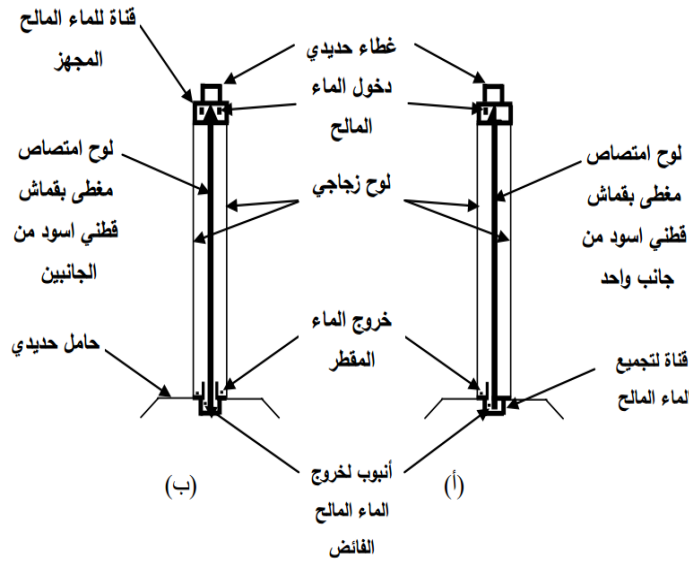 قناة للماء المالح
المجهز
غطاء حديدي
دخول الماء
المالح
لوح امتصاص
مغطى بقماش
قطني اسود من
جانب واحد
لوح زجاجي
لوح امتصاص
مغطى بقماش
قطني اسود من
الجانبين
خروج الماء
المقطر
حامل حديدي
قناة لتجميع
الماء المالح
أنبوب لخروج
الماء المالح
الفائض
(أ)
(ب)